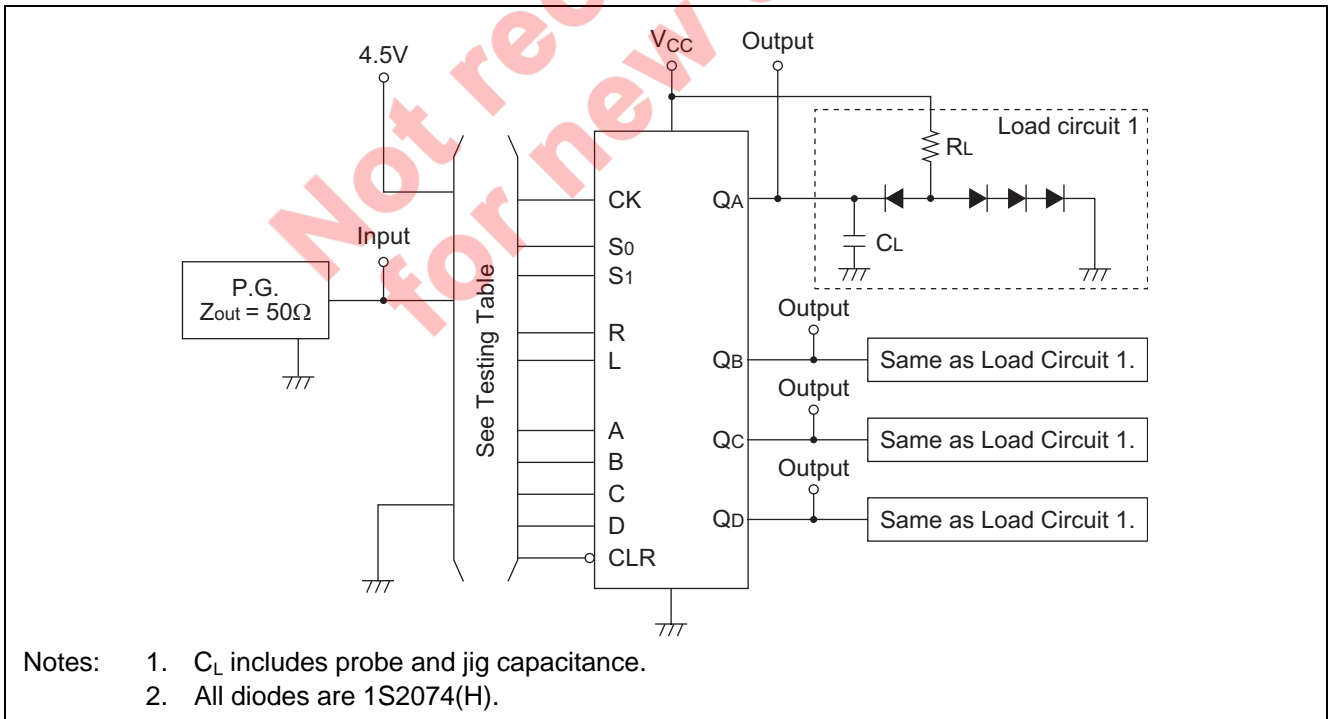 Not rec
for new
4.5V
VCC
Output
Load circuit 1
RL
CK
QA
Input
S0
CL
S1
P.G.
Zout = 50Ω
See Testing Table
Output
R
L
QB
Same as Load Circuit 1.
Output
A
QC
Same as Load Circuit 1.
B
Output
C
D
QD
Same as Load Circuit 1.
CLR
Notes: 1. CL includes probe and jig capacitance.
2. All diodes are 1S2074(H).